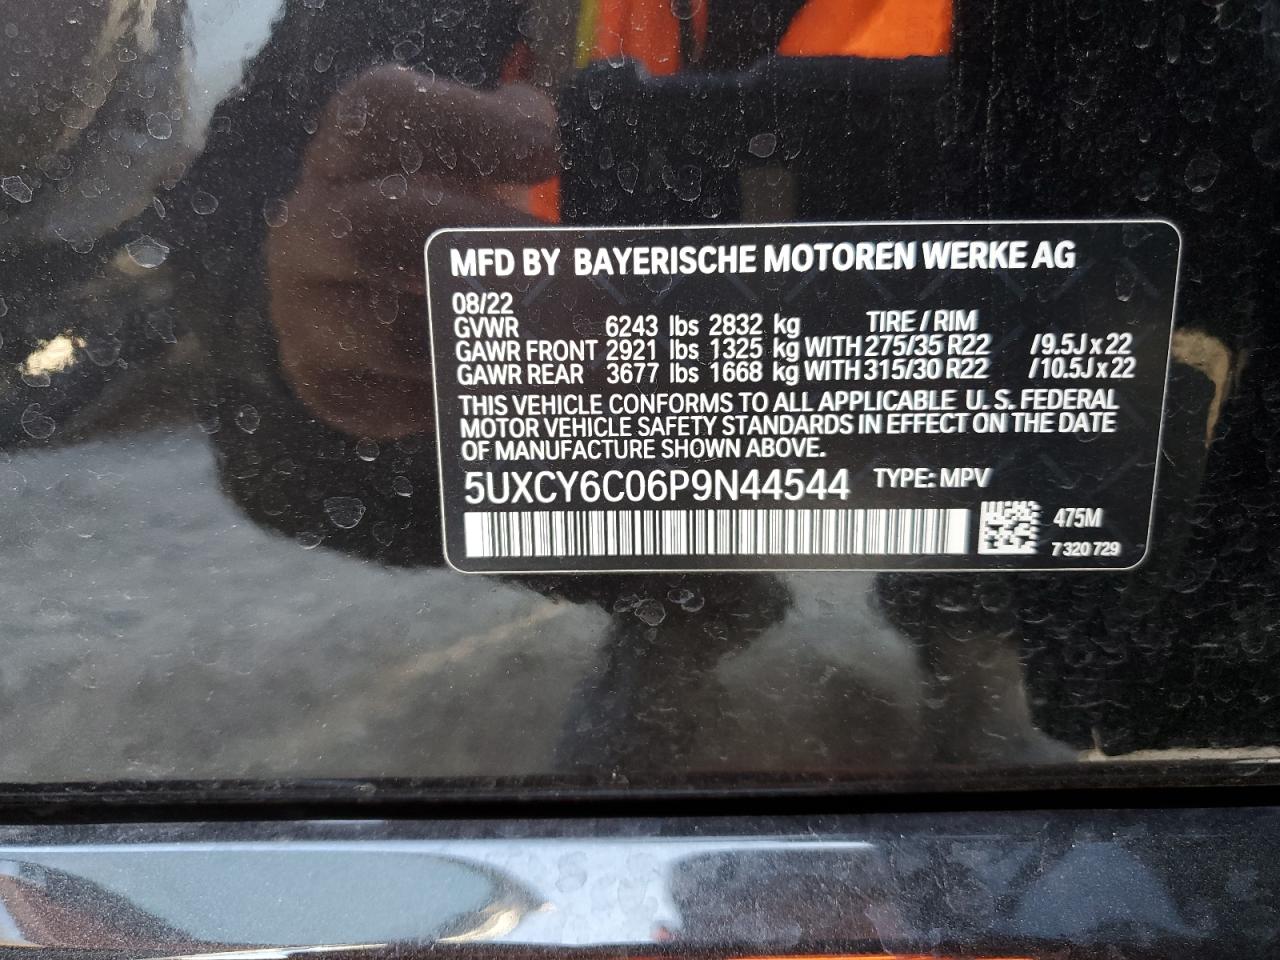 MFD BY BAYERISCHE MOTOREN WERKE AG
08/22
GVWR 6243 lbs 2832 kg TIRE / RIM
GAWR FRONT 2921 lbs 1325 kg WITH 275/35 R22 /9.5J x 22
GAWR REAR 3677 lbs 1668 kg WITH 315/30 R22 /10.5J x 22
THIS VEHICLE CONFORMS TO ALL APPLICABLE U.S. FEDERAL
MOTOR VEHICLE SAFETY STANDARDS IN EFFECT ON THE DATE
OF MANUFACTURE SHOWN ABOVE.
5UXCY6C06P9N44544 TYPE: MPV
475M
7 320 729